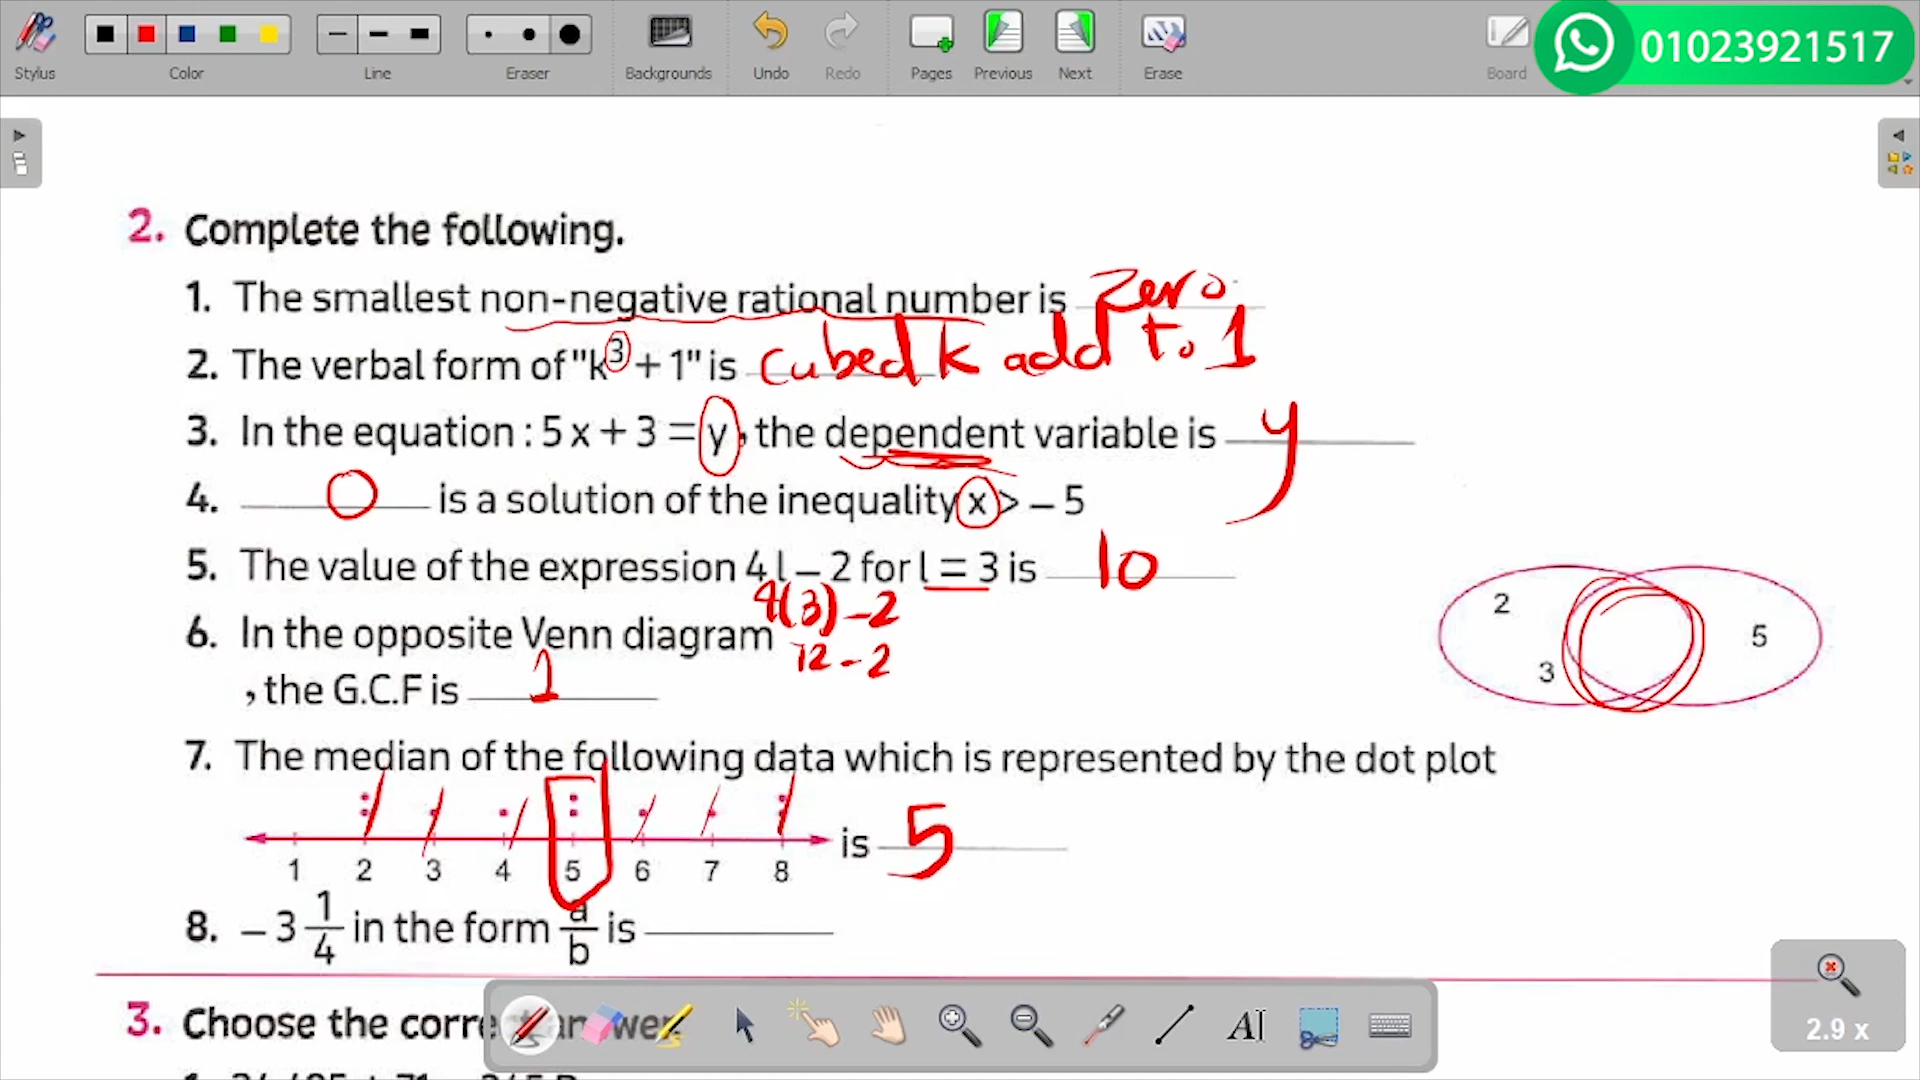 Stylus Color Line Eraser Backgrounds Undo Redo Pages Previous Next Erase Board 01023921517
2. Complete the following.
1. The smallest non-negative rational number is zero
2. The verbal form of "k³ + 1" is cubed k add to 1
3. In the equation : 5x + 3 = y, the dependent variable is y
4. 0 is a solution of the inequality x > – 5
5. The value of the expression 4 l – 2 for l = 3 is 10
4(3) - 2
6. In the opposite Venn diagram
12 - 2
, the G.C.F is 1
2 3 5
7. The median of the following data which is represented by the dot plot
is 5
1 2 3 4 5 6 7 8
8. – 3 1/4 in the form a/b is
3. Choose the corre answer
2.9 x